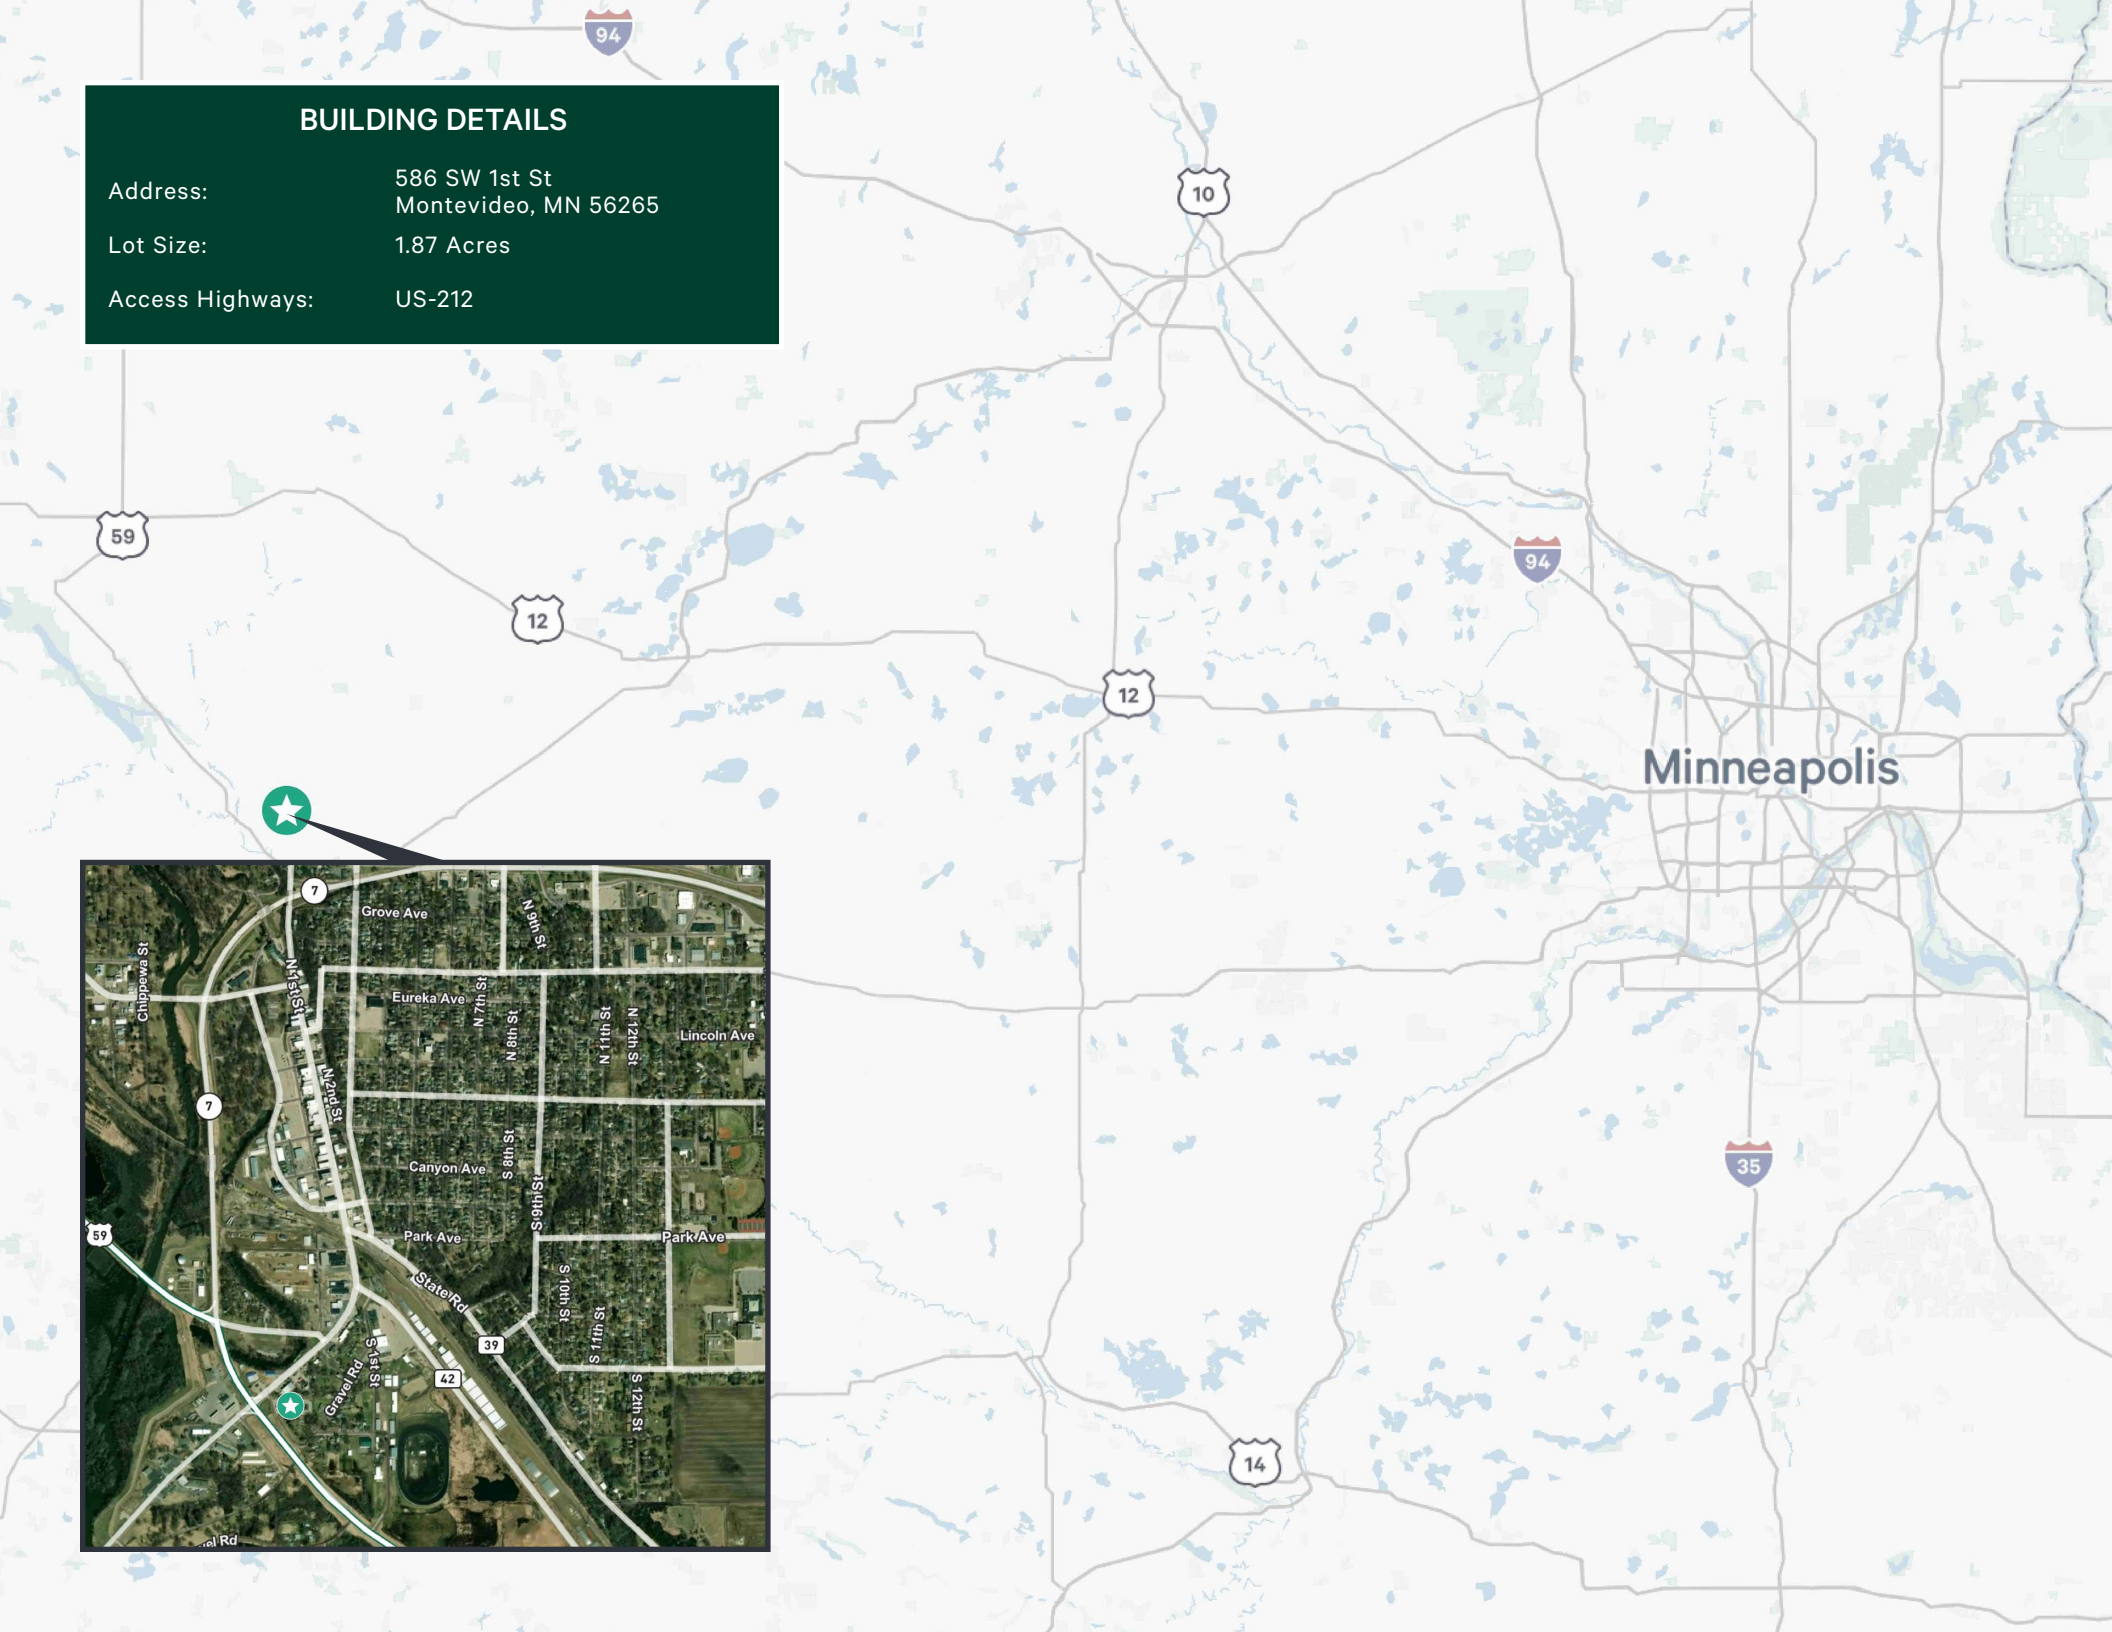 94
BUILDING DETAILS
Address:
586 SW 1st St
Montevideo, MN 56265
Lot Size:
1.87 Acres
Access Highways:
US-212
10
59
12
94
12
Minneapolis
7
Grove Ave
N 9th St
Chippewa St
N 1st St
Eureka Ave
N 7th St
N 8th St
N 11th St
N 12th St
Lincoln Ave
7
N 2nd St
Canyon Ave
S 8th St
35
S 9th St
59
Park Ave
Park Ave
State Rd
S 10th St
S 11th St
39
S 1st St
Gravel Rd
42
S 12th St
14
el Rd